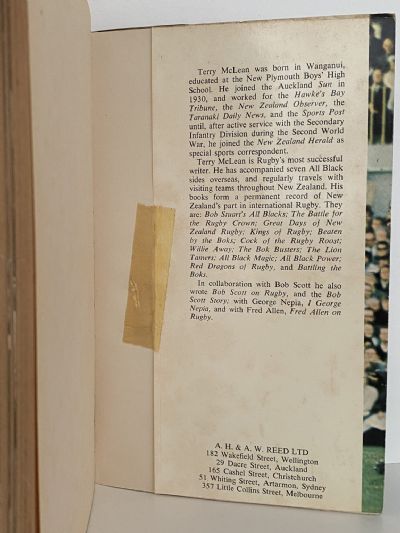 Terry McLean was born in Wanganui,
educated at the New Plymouth Boys' High
School. He joined the Auckland Sun in
1930, and worked for the Hawke's Bay
Tribune, the New Zealand Observer, the
Taranaki Daily News, and the Sports Post
until, after active service with the Secondary
Infantry Division during the Second World
War, he joined the New Zealand Herald as
special sports correspondent.
Terry McLean is Rugby's most successful
writer. He has accompanied seven All Black
sides overseas, and regularly travels with
visiting teams throughout New Zealand. His
books form a permanent record of New
Zealand's part in international Rugby. They
are: Bob Stuart's All Blacks; The Battle for
the Rugby Crown; Great Days of New
Zealand Rugby; Kings of Rugby; Beaten
by the Boks; Cock of the Rugby Roost;
Willie Away; The Bok Busters; The Lion
Tamers; All Black Magic; All Black Power;
Red Dragons of Rugby, and Battling the
Boks.
In collaboration with Bob Scott he also
wrote Bob Scott on Rugby, and the Bob
Scott Story; with George Nepia, I George
Nepia, and with Fred Allen, Fred Allen on
Rugby.
A. H. & A. W. REED LTD
182 Wakefield Street, Wellington
29 Dacre Street, Auckland
165 Cashel Street, Christchurch
51 Whiting Street, Artarmon, Sydney
357 Little Collins Street, Melbourne